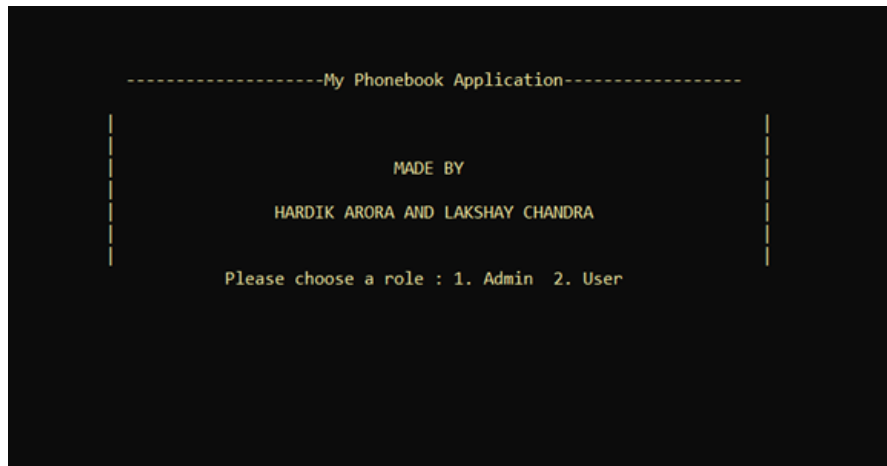 --------------------My Phonebook Application------------------
MADE BY
HARDIK ARORA AND LAKSHAY CHANDRA
Please choose a role : 1. Admin  2. User